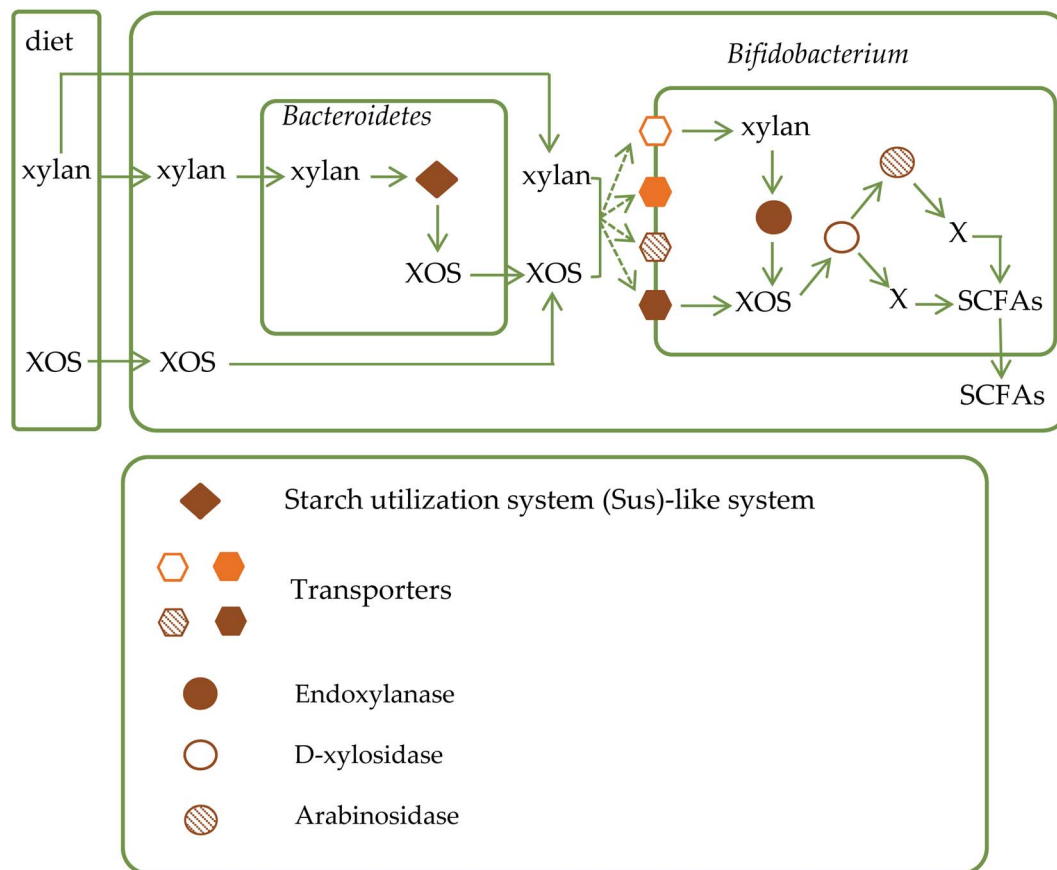 diet
Bifidobacterium
Bacteroidetes
xylan
xylan
xylan
xylan
xylan
XOS
XOS
XOS
X
X
SCFAs
XOS
XOS
SCFAs
Starch utilization system (Sus)-like system
Transporters
Endoxylanase
D-xylosidase
Arabinosidase